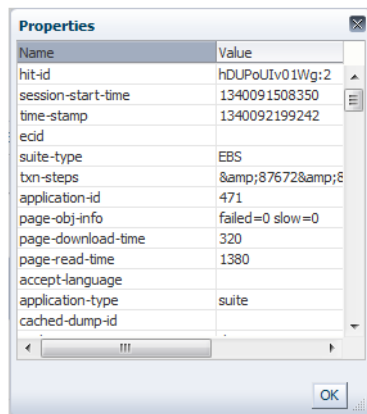 Properties
Name Value
hit-id hDUPoUIv01Wg:2
session-start-time 1340091508350
time-stamp 1340092199242
ecid
suite-type EBS
txn-steps &amp;87672&amp;8
application-id 471
page-obj-info failed=0 slow=0
page-download-time 320
page-read-time 1380
accept-language
application-type suite
cached-dump-id
OK